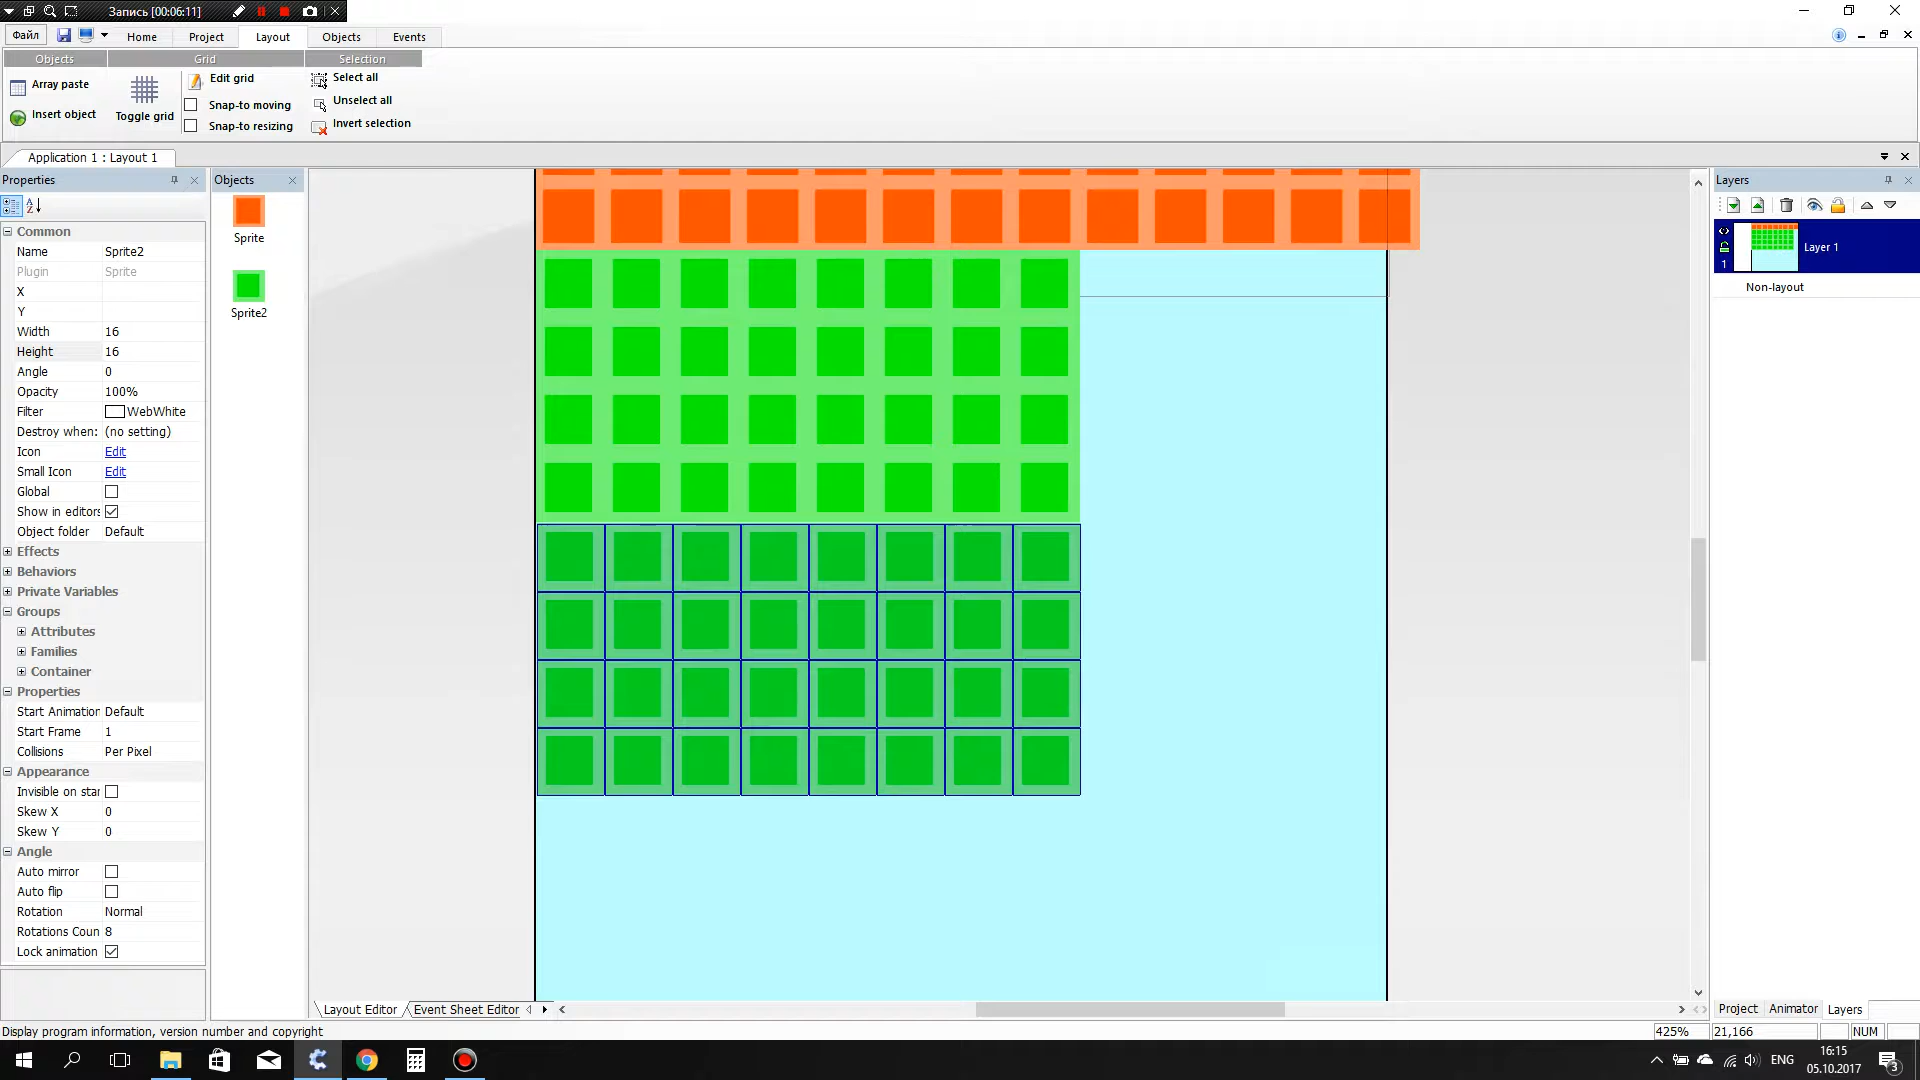 Запись [00:06:11]
Файл
Home
Project
Layout
Objects
Events
Objects
Grid
Selection
Array paste
Insert object
Toggle grid
Edit grid
Snap-to moving
Snap-to resizing
Select all
Unselect all
Invert selection
Application 1 : Layout 1
Properties
Objects
Layers
Common
Name Sprite2
Plugin Sprite
X
Y
Width 16
Height 16
Angle 0
Opacity 100%
Filter WebWhite
Destroy when: (no setting)
Icon Edit
Small Icon Edit
Global
Show in editors
Object folder Default
Effects
Behaviors
Private Variables
Groups
Attributes
Families
Container
Properties
Start Animation Default
Start Frame 1
Collisions Per Pixel
Appearance
Invisible on star
Skew X 0
Skew Y 0
Angle
Auto mirror
Auto flip
Rotation Normal
Rotations Coun 8
Lock animation
Sprite
Sprite2
1
Layer 1
Non-layout
Layout Editor
Event Sheet Editor
Project
Animator
Layers
Display program information, version number and copyright
425%
21,166
NUM
ENG
16:15
05.10.2017
3